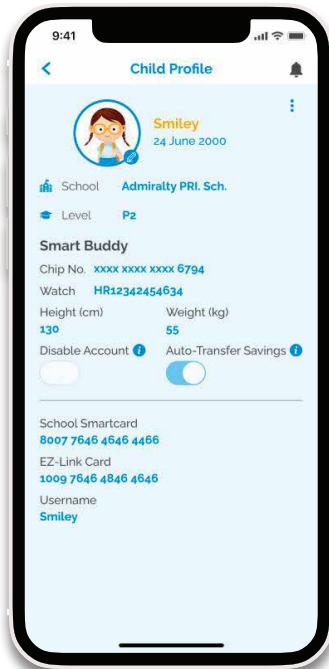 9:41
Child Profile
Smiley
24 June 2000
School Admiralty PRI. Sch.
Level P2
Smart Buddy
Chip No. xxxx xxxx xxxx 6794
Watch HR12342454634
Height (cm) Weight (kg)
130 55
Disable Account i Auto-Transfer Savings i
School Smartcard
8007 7646 4646 4466
EZ-Link Card
1009 7646 4846 4646
Username
Smiley